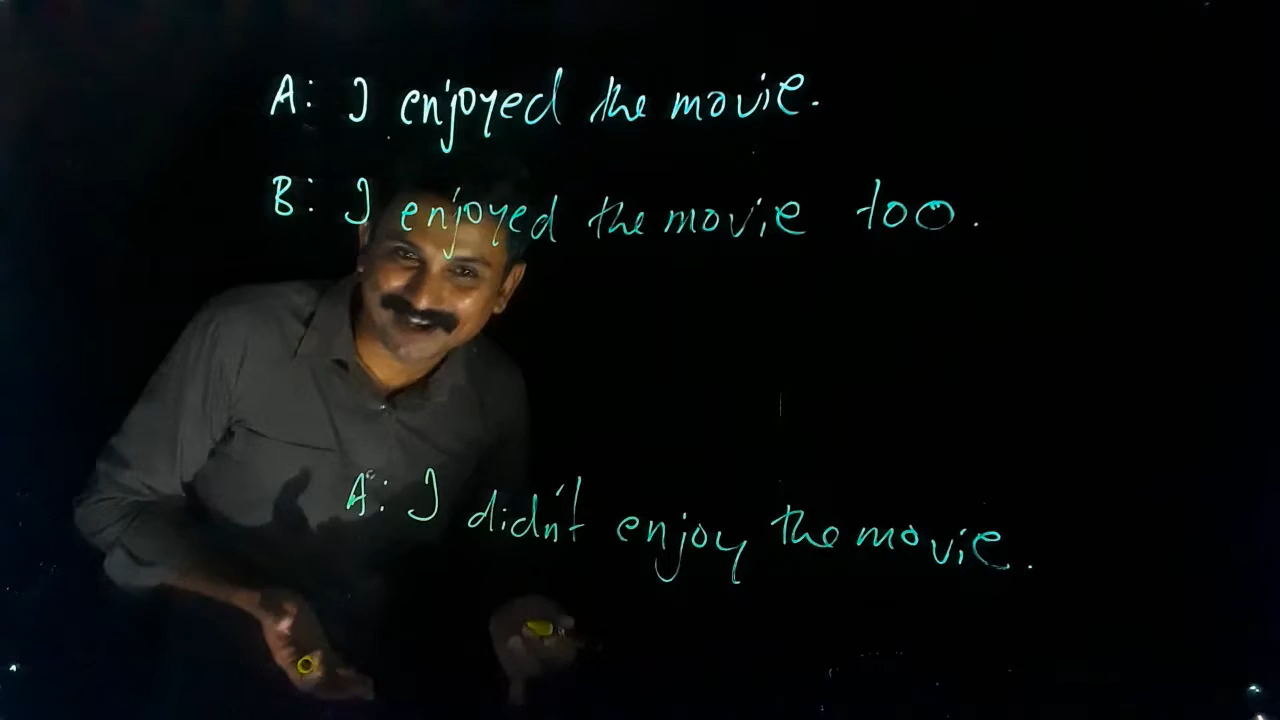 A: I enjoyed the movie.
B: I enjoyed the movie too.
A: I didn't enjoy the movie.